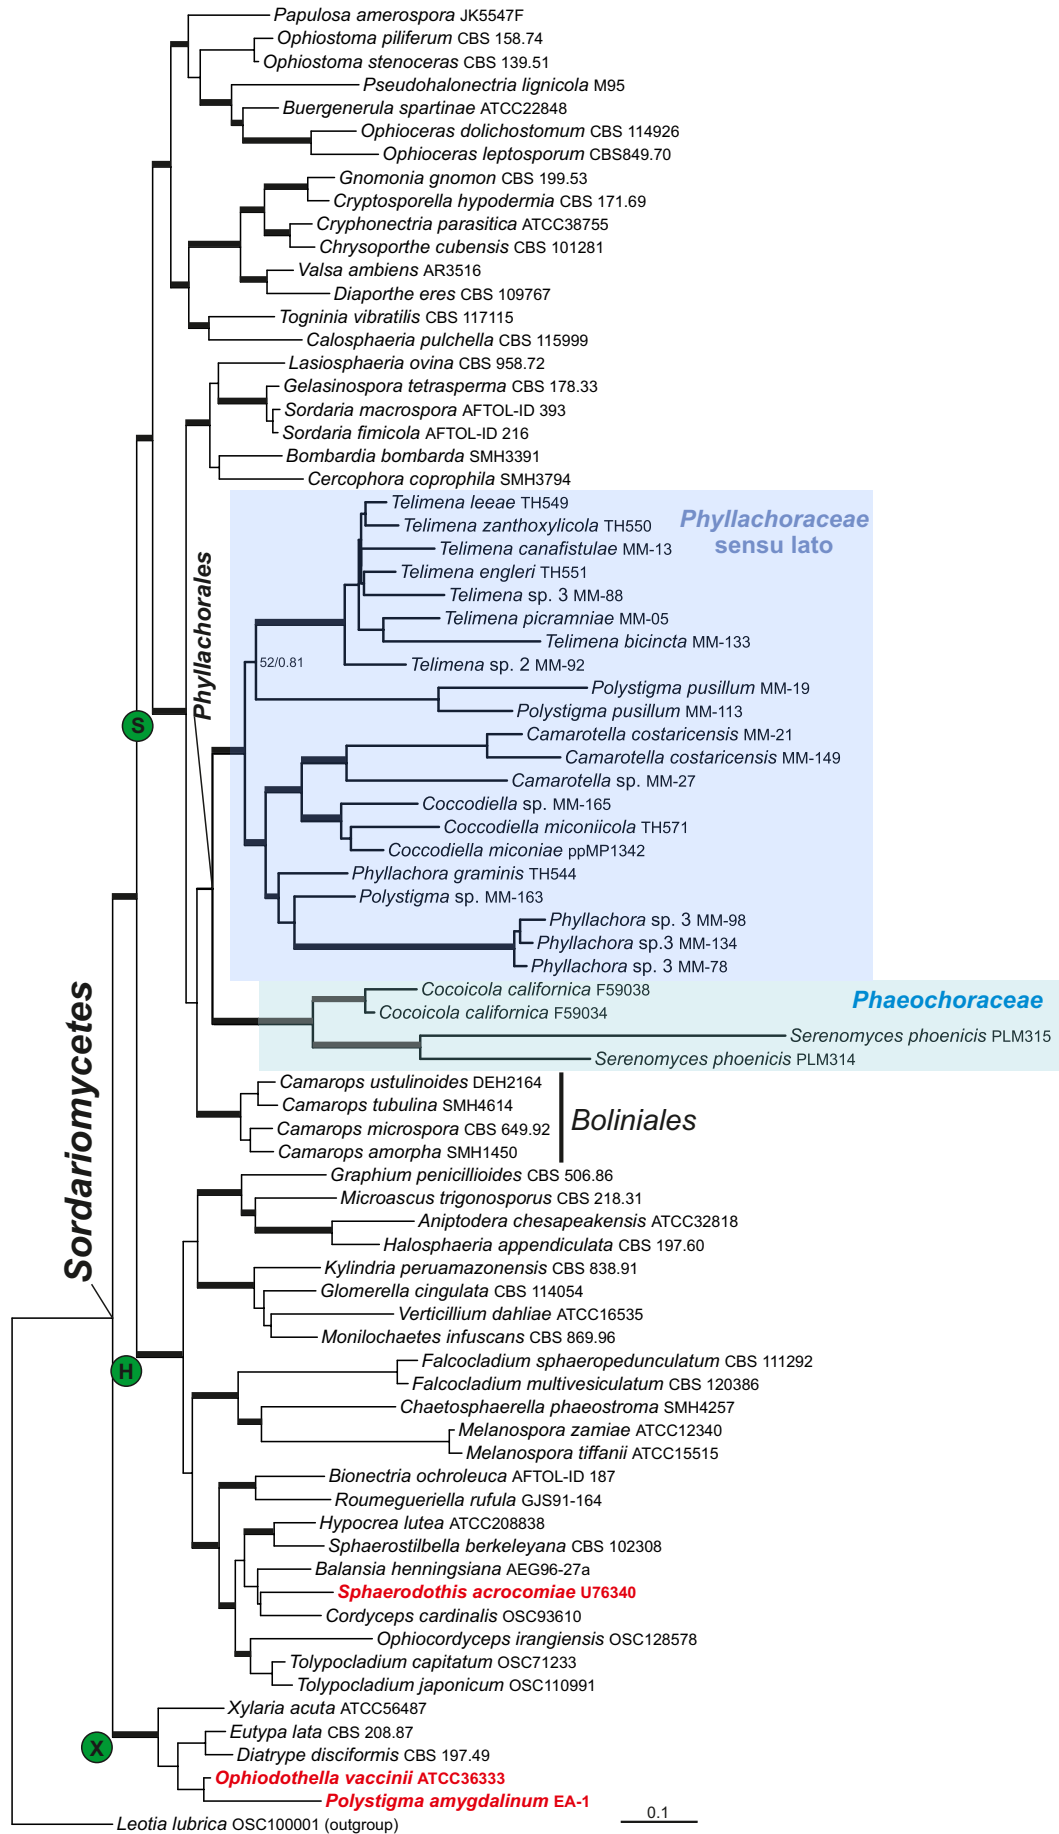 Papulosa amerospora JK5547F
Ophiostoma piliferum CBS 158.74
Ophiostoma stenoceras CBS 139.51
Pseudohalonectria lignicola M95
Buergenerula spartinae ATCC22848
Ophioceras dolichostomum CBS 114926
Ophioceras leptosporum CBS849.70
Gnomonia gnomon CBS 199.53
Cryptosporella hypodermia CBS 171.69
Cryphonectria parasitica ATCC38755
Chrysoporthe cubensis CBS 101281
Valsa ambiens AR3516
Diaporthe eres CBS 109767
Togninia vibratilis CBS 117115
Calosphaeria pulchella CBS 115999
Lasiosphaeria ovina CBS 958.72
Gelasinospora tetrasperma CBS 178.33
Sordaria macrospora AFTOL-ID 393
Sordaria fimicola AFTOL-ID 216
Bombardia bombarda SMH3391
Cercophora coprophila SMH3794
Telimena leeae TH549
Phyllachoraceae
sensu lato
Telimena zanthoxylicola TH550
Telimena canafistulae MM-13
Telimena engleri TH551
Telimena sp. 3 MM-88
Telimena picramniae MM-05
Telimena bicincta MM-133
52/0.81
Telimena sp. 2 MM-92
Phyllachorales
Polystigma pusillum MM-19
Polystigma pusillum MM-113
S
Camarotella costaricensis MM-21
Camarotella costaricensis MM-149
Camarotella sp. MM-27
Coccodiella sp. MM-165
Coccodiella miconiicola TH571
Coccodiella miconiae ppMP1342
Phyllachora graminis TH544
Polystigma sp. MM-163
Phyllachora sp. 3 MM-98
Phyllachora sp.3 MM-134
Phyllachora sp. 3 MM-78
Cocoicola californica F59038
Phaeochoraceae
Cocoicola californica F59034
Serenomyces phoenicis PLM315
Serenomyces phoenicis PLM314
Camarops ustulinoides DEH2164
Camarops tubulina SMH4614
Boliniales
Camarops microspora CBS 649.92
Camarops amorpha SMH1450
Sordariomycetes
Graphium penicillioides CBS 506.86
Microascus trigonosporus CBS 218.31
Aniptodera chesapeakensis ATCC32818
Halosphaeria appendiculata CBS 197.60
Kylindria peruamazonensis CBS 838.91
Glomerella cingulata CBS 114054
Verticillium dahliae ATCC16535
Monilochaetes infuscans CBS 869.96
H
Falcocladium sphaeropedunculatum CBS 111292
Falcocladium multivesiculatum CBS 120386
Chaetosphaerella phaeostroma SMH4257
Melanospora zamiae ATCC12340
Melanospora tiffanii ATCC15515
Bionectria ochroleuca AFTOL-ID 187
Roumegueriella rufula GJS91-164
Hypocrea lutea ATCC208838
Sphaerostilbella berkeleyana CBS 102308
Balansia henningsiana AEG96-27a
Sphaerodothis acrocomiae U76340
Cordyceps cardinalis OSC93610
Ophiocordyceps irangiensis OSC128578
Tolypocladium capitatum OSC71233
Tolypocladium japonicum OSC110991
Xylaria acuta ATCC56487
Eutypa lata CBS 208.87
X
Diatrype disciformis CBS 197.49
Ophiodothella vaccinii ATCC36333
Polystigma amygdalinum EA-1
0.1
Leotia lubrica OSC100001 (outgroup)